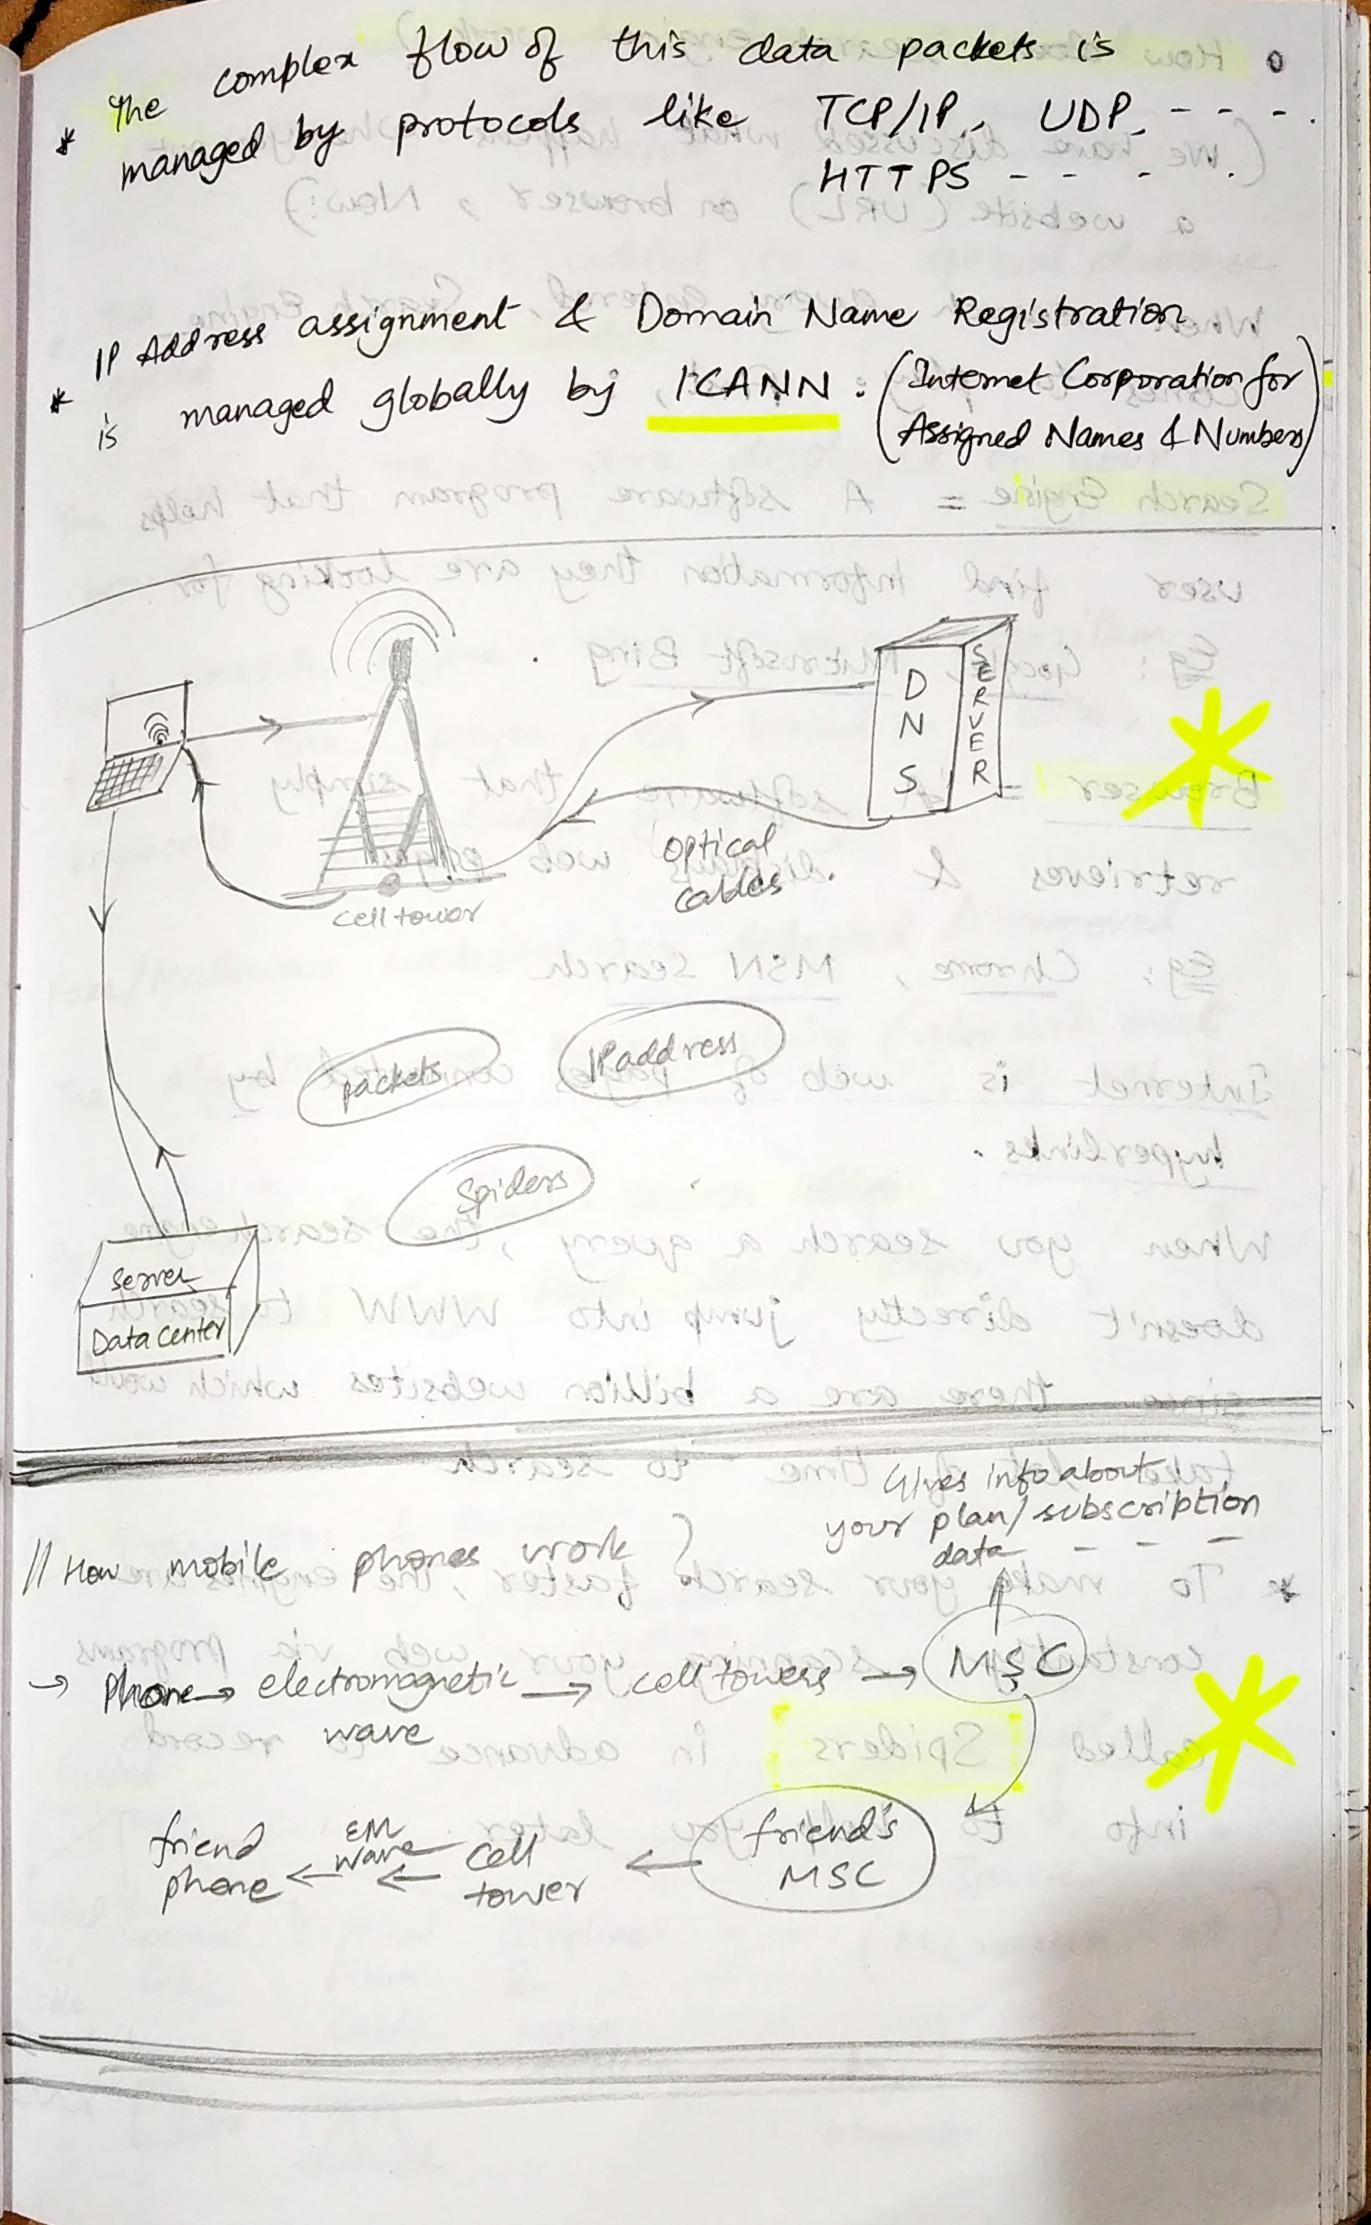 * The complex flow of this data packets is
managed by protocols like TCP/IP, UDP, - - - .
HTTPS - - - .
* IP Address assignment & Domain Name Registration
is managed globally by ICANN. (Internet Corporation for
Assigned Names & Numbers)
DNS
SERVER
optical
cables
cell tower
packets
IP address
Spiders
Server
Data Center
Gives info about
your plan/subscription
data - - -
// How mobile phones work
→ Phone → electromagnetic → cell towers → MSC
wave
friend's
MSC
←
cell
tower
←
EM
wave
←
friend
phone